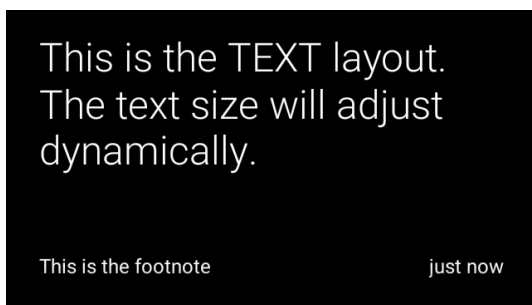 This is the TEXT layout.
The text size will adjust
dynamically.
This is the footnote
just now